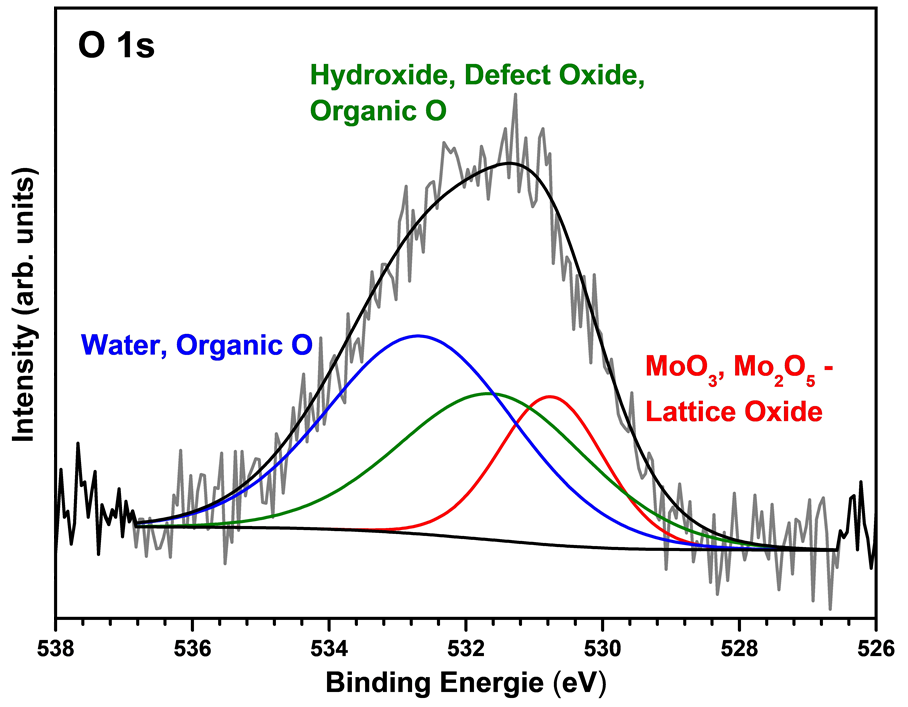 O 1s
Hydroxide, Defect Oxide,
Organic O
Water, Organic O
MoO₃, Mo₂O₅ -
Lattice Oxide
Intensity (arb. units)
538 536 534 532 530 528 526
Binding Energie (eV)